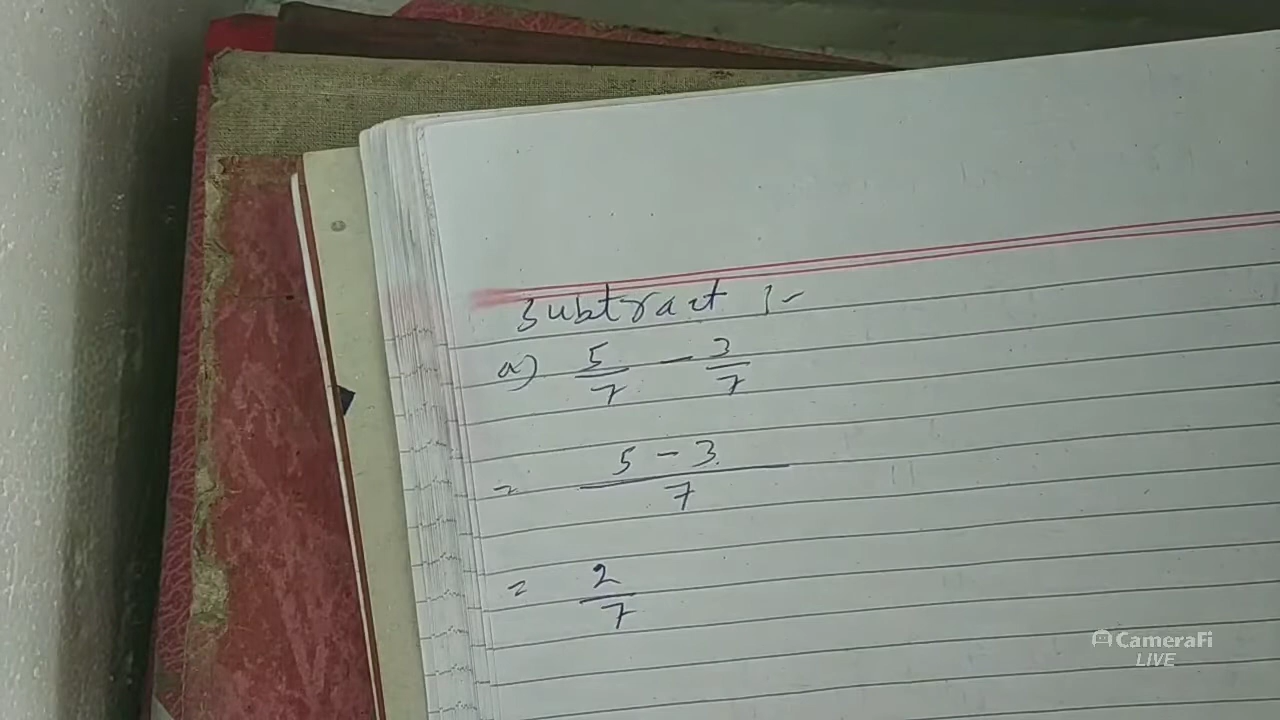 Subtract :-
a) 5/7 - 3/7
= 5 - 3 / 7
= 2/7
CameraFi
LIVE